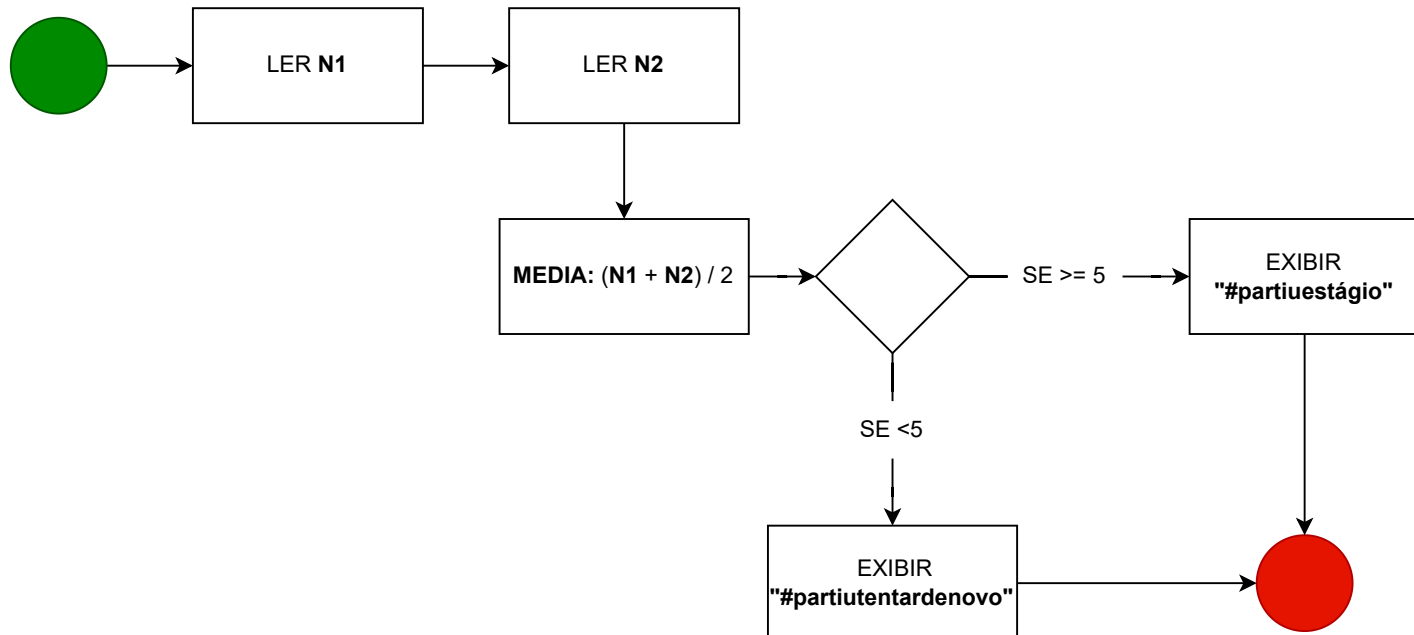 LER N1
LER N2
MEDIA: (N1 + N2) / 2
SE >= 5
EXIBIR
"#partiuestágio"
SE <5
EXIBIR
"#partiutentardenovo"